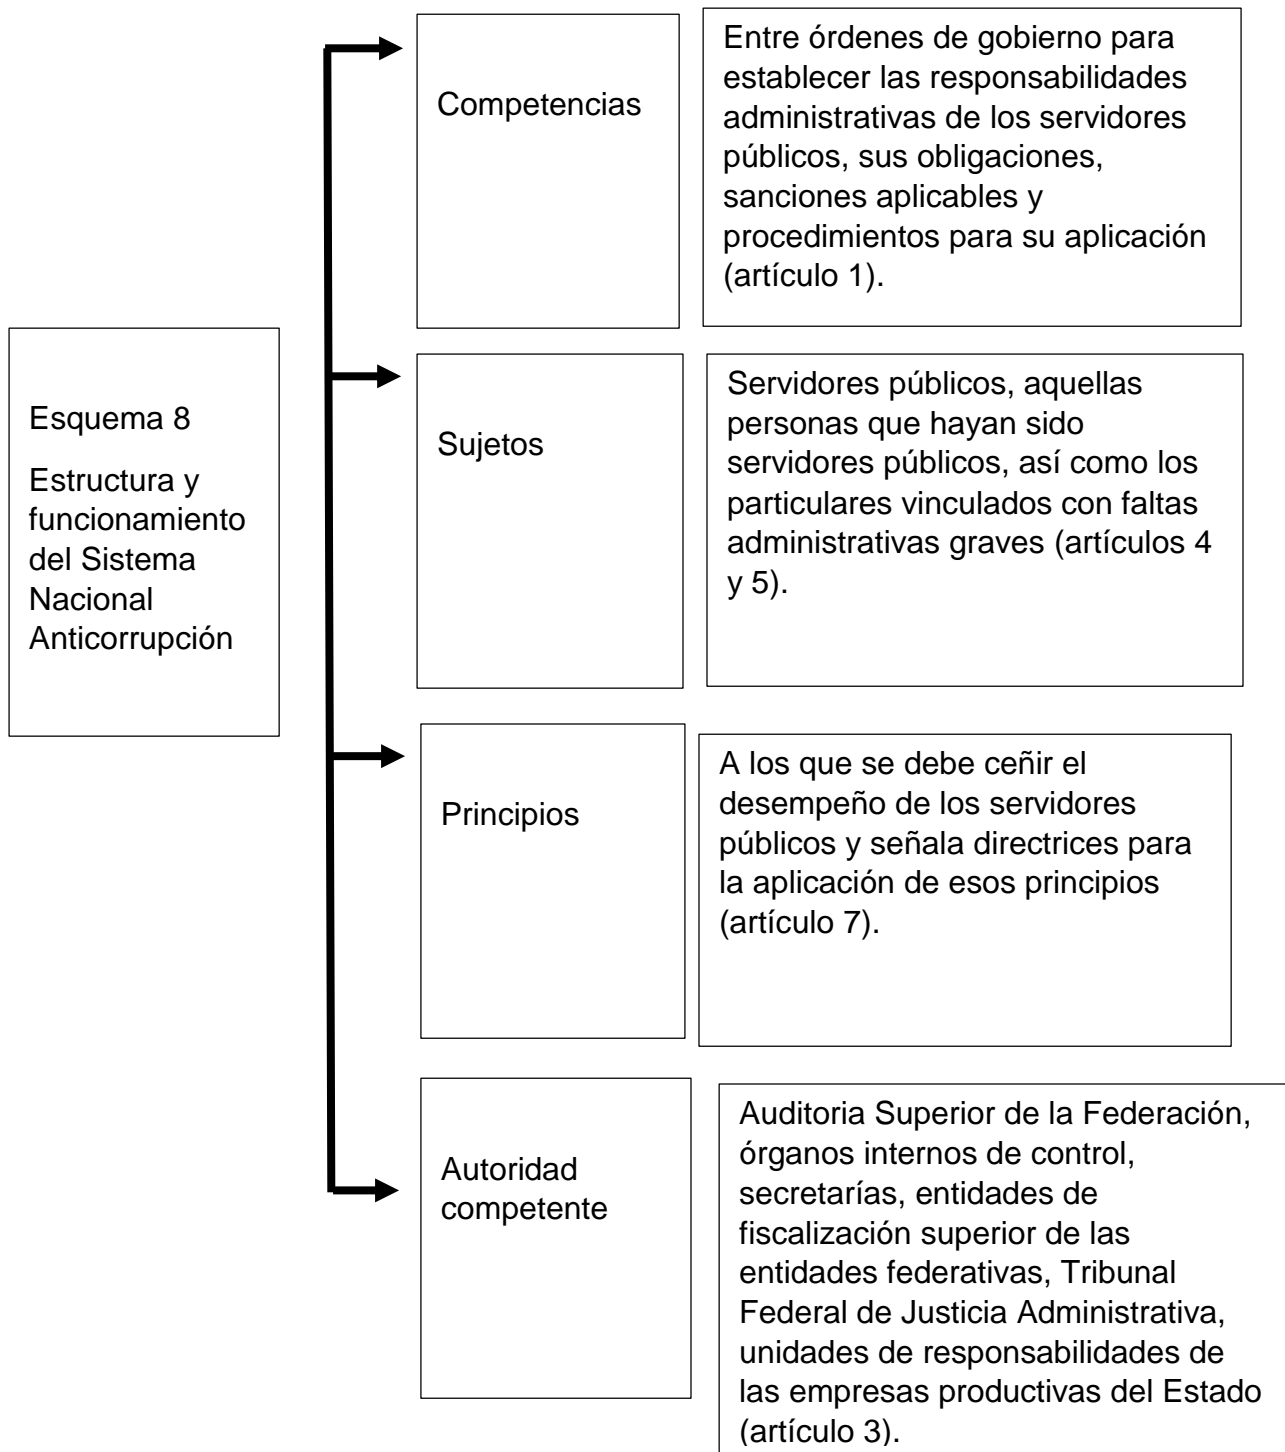 Esquema 8
Estructura y
funcionamiento
del Sistema
Nacional
Anticorrupción
Competencias
Entre órdenes de gobierno para
establecer las responsabilidades
administrativas de los servidores
públicos, sus obligaciones,
sanciones aplicables y
procedimientos para su aplicación
(artículo 1).
Sujetos
Servidores públicos, aquellas
personas que hayan sido
servidores públicos, así como los
particulares vinculados con faltas
administrativas graves (artículos 4
y 5).
Principios
A los que se debe ceñir el
desempeño de los servidores
públicos y señala directrices para
la aplicación de esos principios
(artículo 7).
Autoridad
competente
Auditoria Superior de la Federación,
órganos internos de control,
secretarías, entidades de
fiscalización superior de las
entidades federativas, Tribunal
Federal de Justicia Administrativa,
unidades de responsabilidades de
las empresas productivas del Estado
(artículo 3).